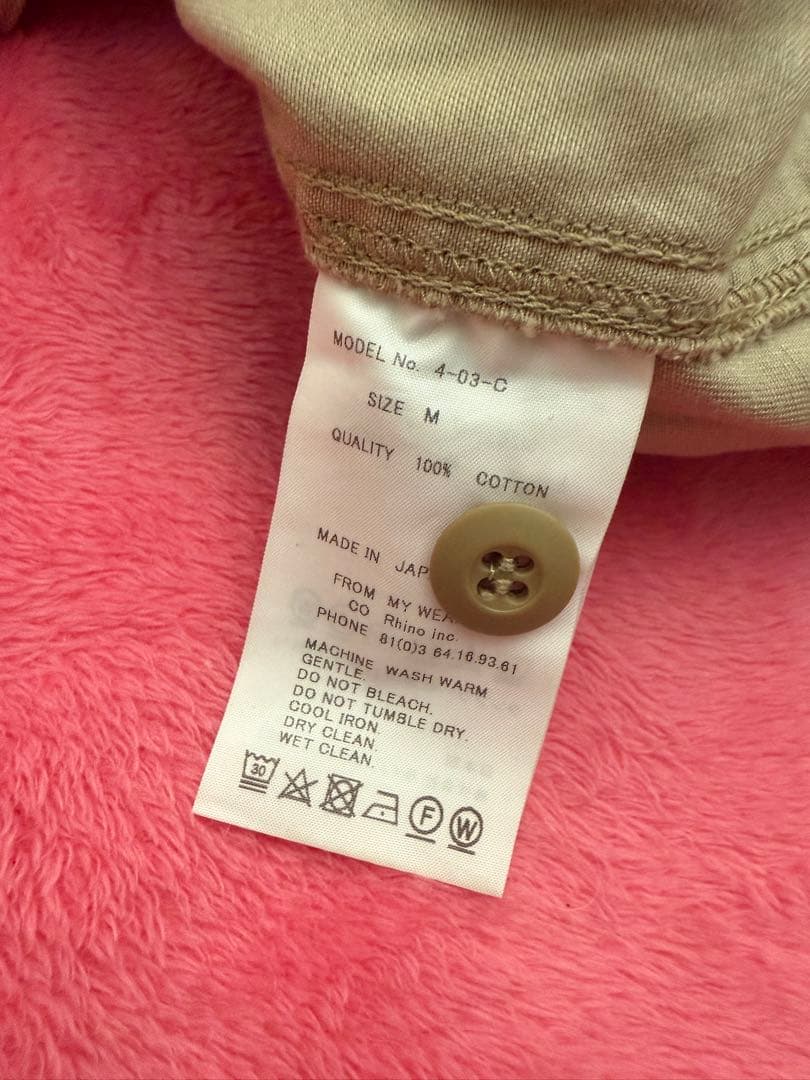 MODEL No. 4-03-C
SIZE M
QUALITY 100% COTTON
MADE IN JAP
FROM MY WEA
CO Rhino inc.
PHONE 81(0)3 64.16.93.61
MACHINE WASH WARM
GENTLE.
DO NOT BLEACH.
DO NOT TUMBLE DRY.
COOL IRON.
DRY CLEAN.
WET CLEAN.
30 F W